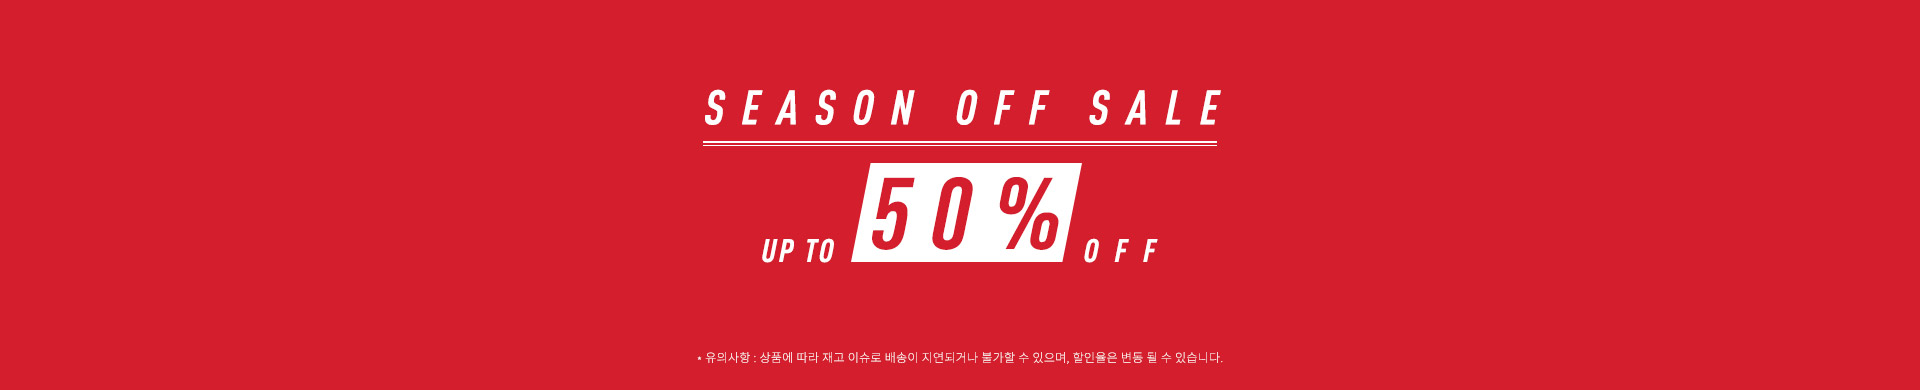 SEASON OFF SALE
UP TO 50% OFF
* 유의사항 : 상품에 따라 재고 이슈로 배송이 지연되거나 불가할 수 있으며, 할인율은 변동 될 수 있습니다.